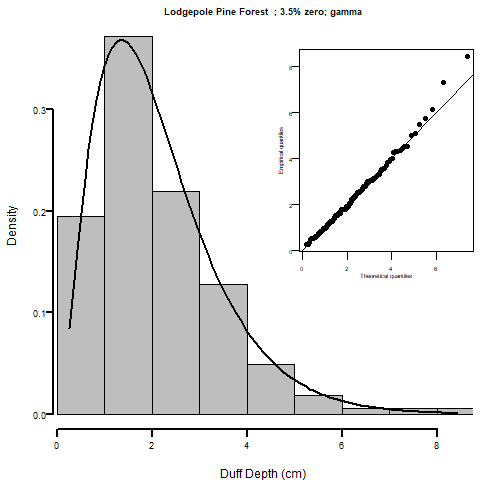 Lodgepole Pine Forest ; 3.5% zero; gamma
Density
0.3
0.2
0.1
0.0
0 2 4 6 8
Duff Depth (cm)
Empirical quantiles
8
6
4
2
0
0 2 4 6
Theoretical quantiles